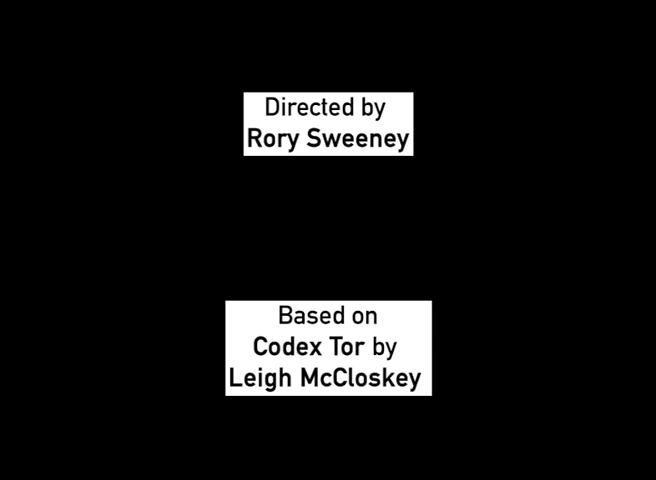 Directed by
Rory Sweeney
Based on
Codex Tor by
Leigh McCloskey